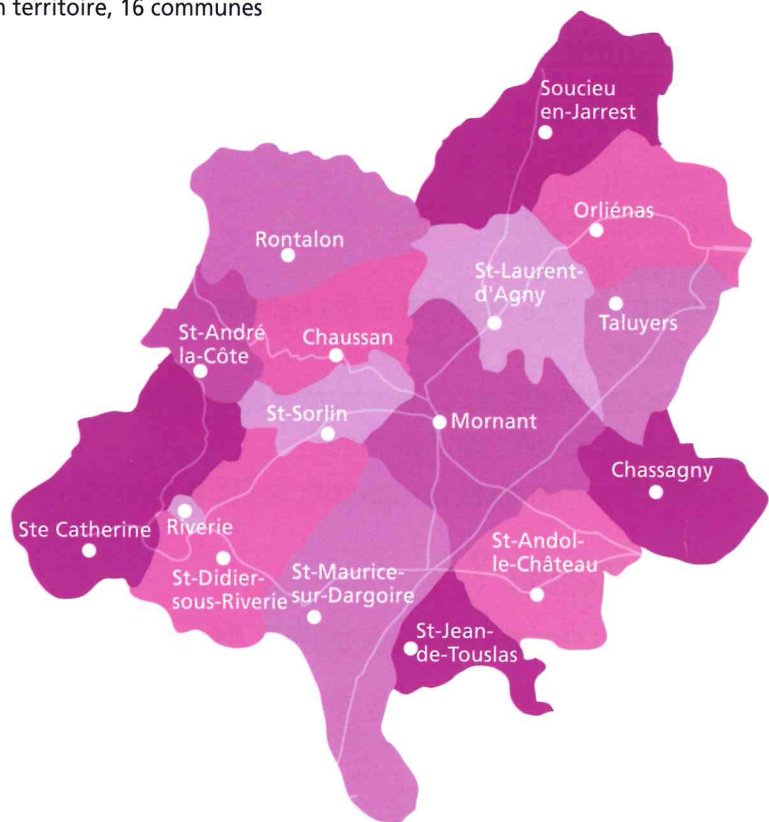 n territoire, 16 communes
Soucieu
en-Jarrest
Orliénas
Rontalon
St-Laurent-
d'Agny
Taluyers
St-André
la-Côte
Chaussan
St-Sorlin
Mornant
Chassagny
Ste Catherine
Riverie
St-Andol-
le-Château
St-Didier-
sous-Riverie
St-Maurice-
sur-Dargoire
St-Jean-
de-Touslas